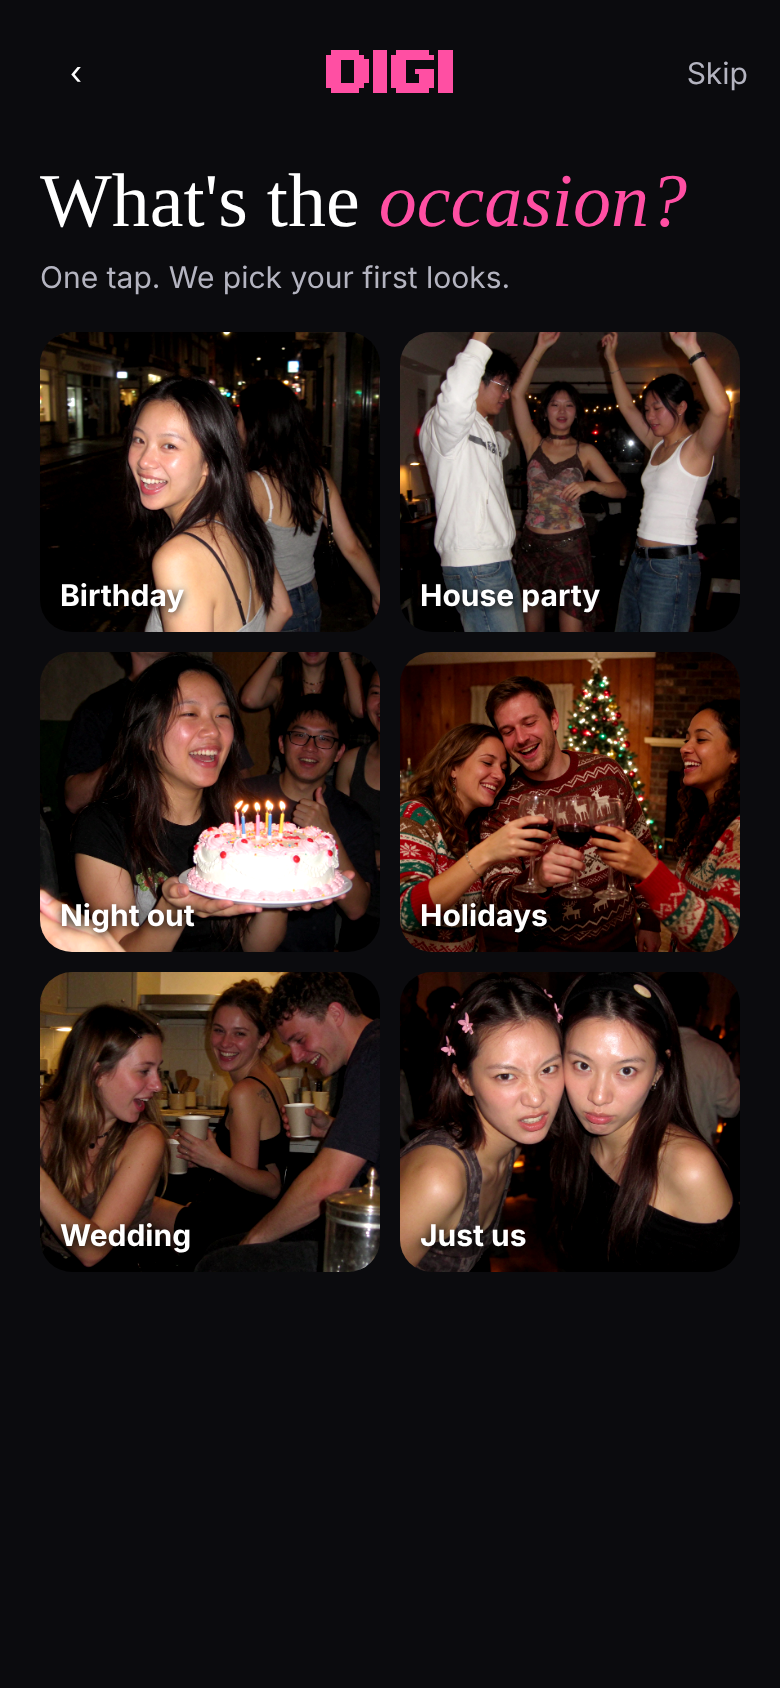 ‹
DIGI
Skip
What's the occasion?
One tap. We pick your first looks.
Birthday
House party
Night out
Holidays
Wedding
Just us